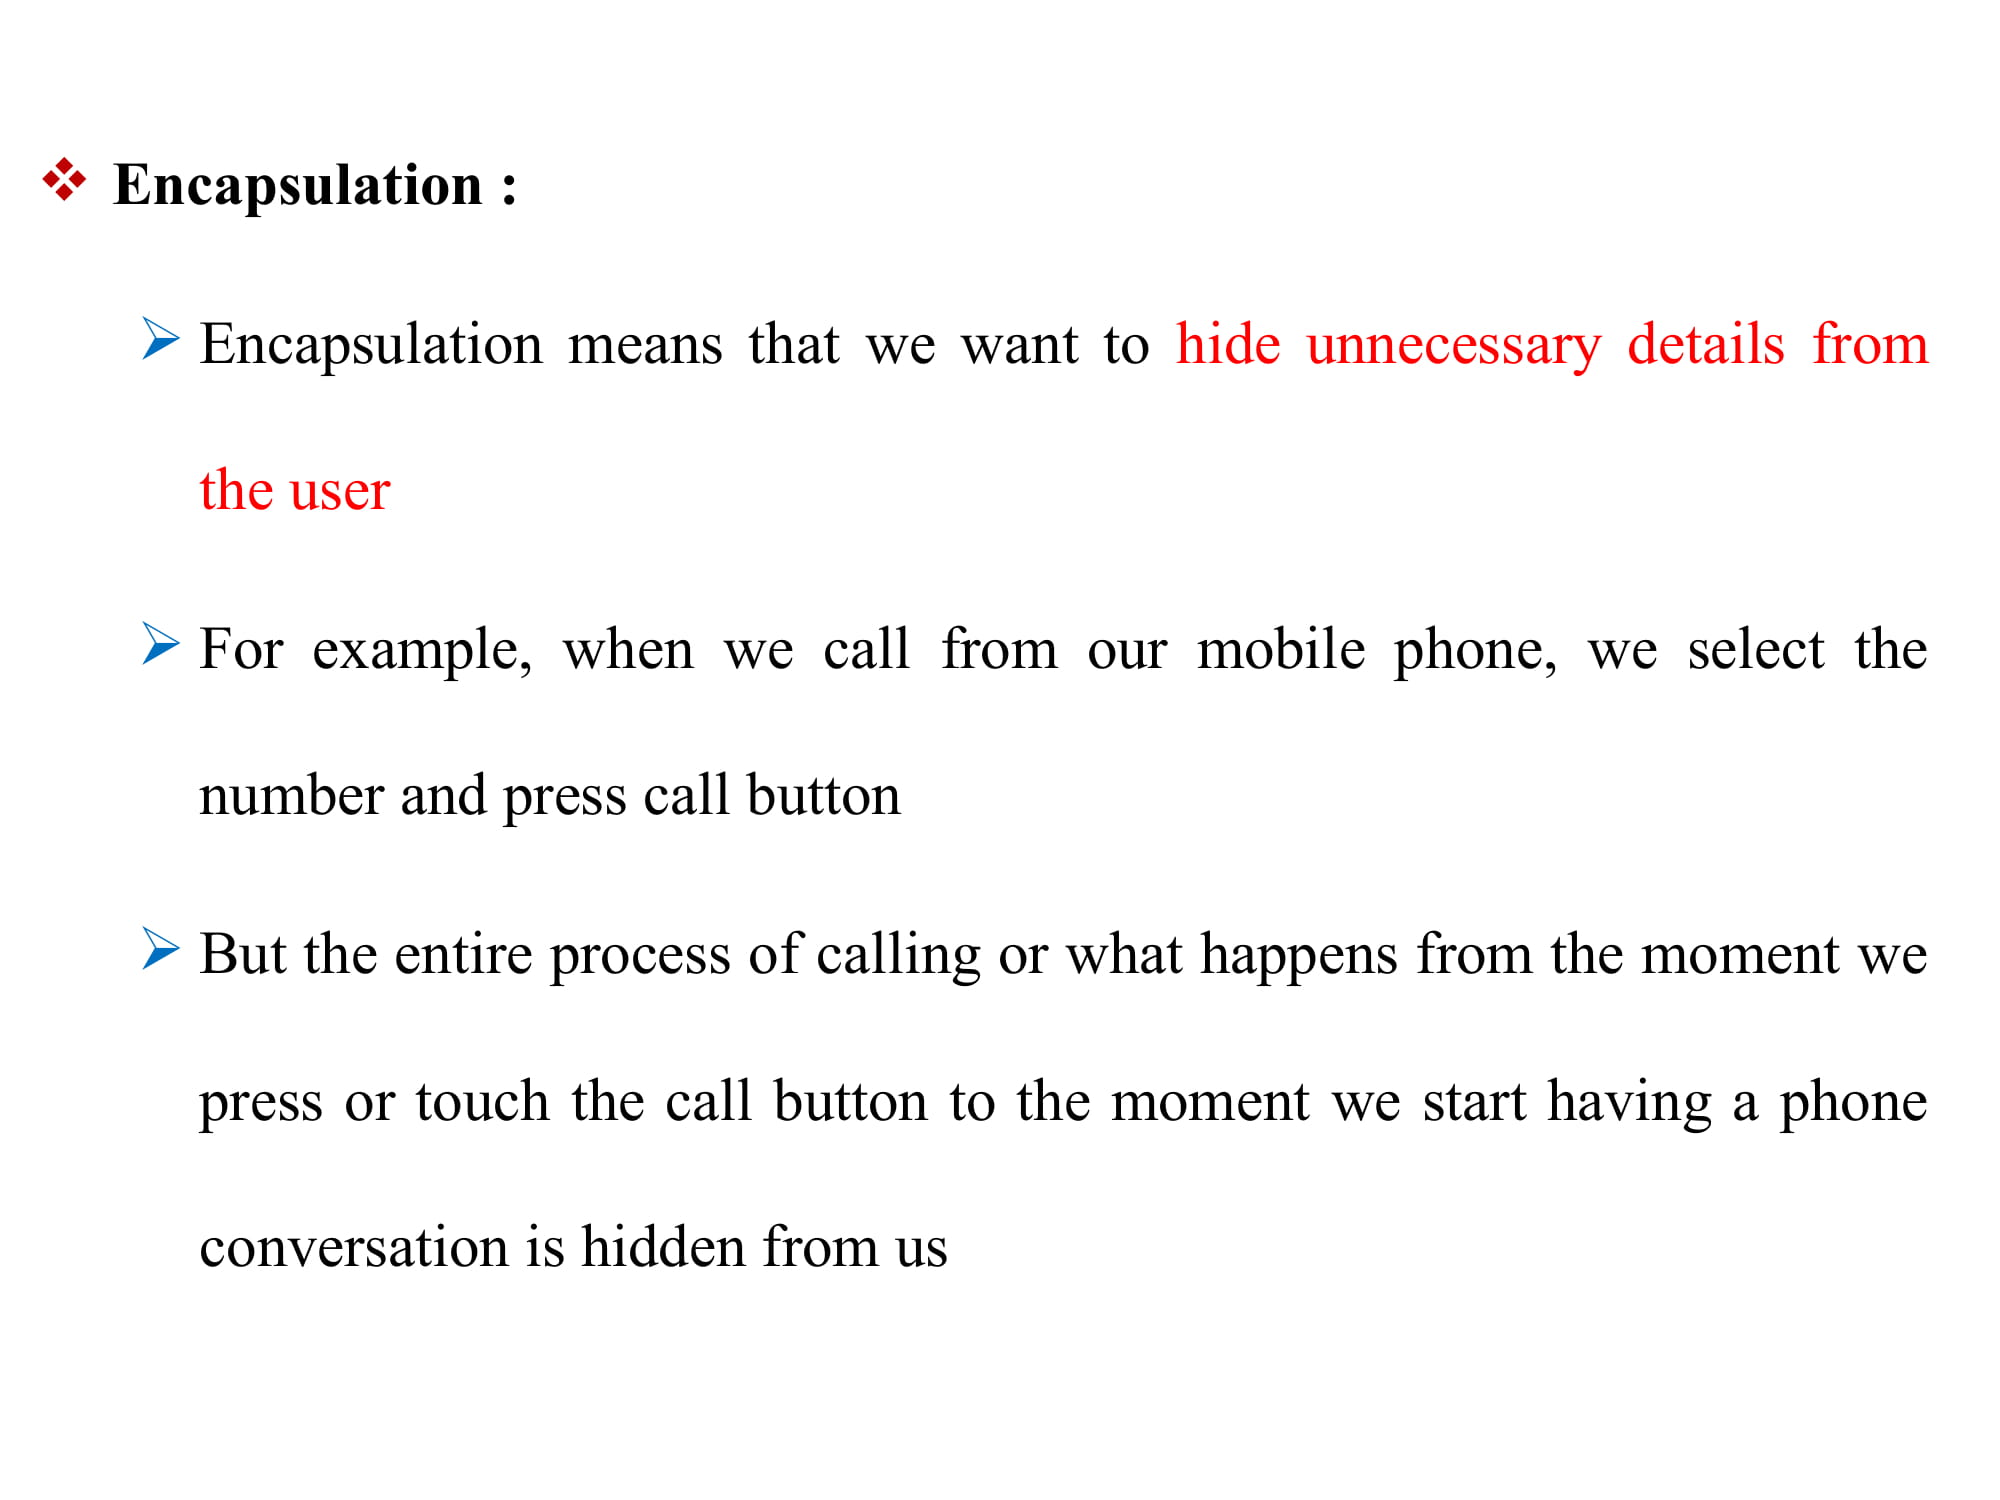 Encapsulation :
Encapsulation means that we want to hide unnecessary details from
the user
For example, when we call from our mobile phone, we select the
number and press call button
But the entire process of calling or what happens from the moment we
press or touch the call button to the moment we start having a phone
conversation is hidden from us